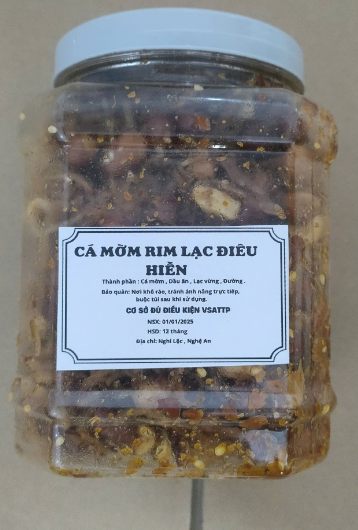 CÁ MỜM RIM LẠC ĐIÊU
HIỄN
Thành phần : Cá mờm , Dầu ăn , Lạc vừng , Đường .
Bảo quản: Nơi khô ráo, tránh ánh nắng trực tiếp,
buộc túi sau khi sử dụng.
CƠ SỞ ĐỦ ĐIỀU KIỆN VSATTP
NSX: 01/01/2025
HSD: 12 tháng
Địa chỉ: Nghi Lộc , Nghệ An